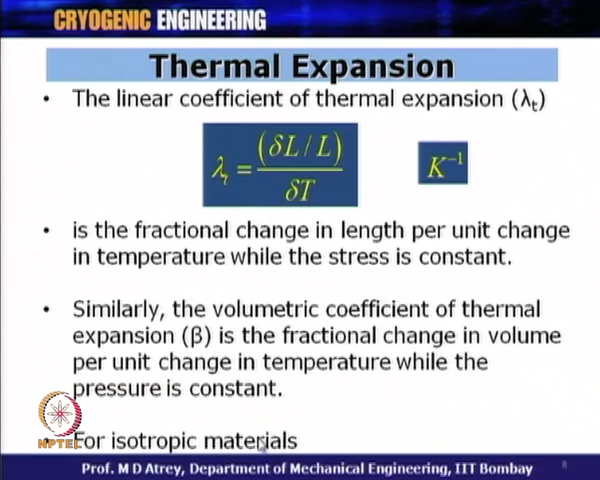 CRYOGENIC ENGINEERING
Thermal Expansion
• The linear coefficient of thermal expansion (λt)
λt = (δL / L) / δT
K⁻¹
• is the fractional change in length per unit change
in temperature while the stress is constant.
• Similarly, the volumetric coefficient of thermal
expansion (β) is the fractional change in volume
per unit change in temperature while the
pressure is constant.
• For isotropic materials
NPTEL
Prof. M D Atrey, Department of Mechanical Engineering, IIT Bombay
8